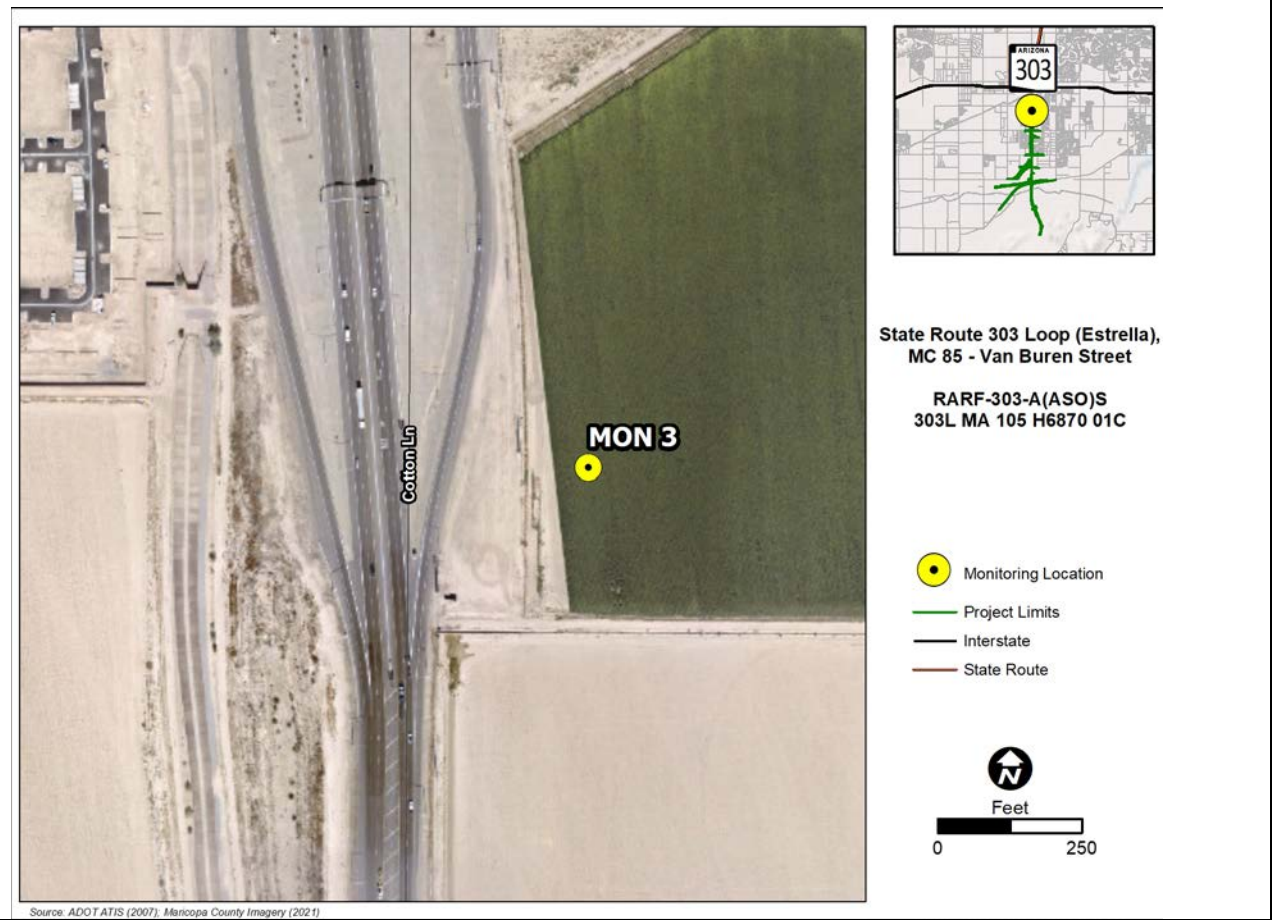 ARIZONA
303
State Route 303 Loop (Estrella),
MC 85 - Van Buren Street
RARF-303-A(ASO)S
303L MA 105 H6870 01C
MON 3
Cotton Ln
Monitoring Location
Project Limits
Interstate
State Route
N
Feet
0 250
Source: ADOT ATIS (2007); Maricopa County Imagery (2021)